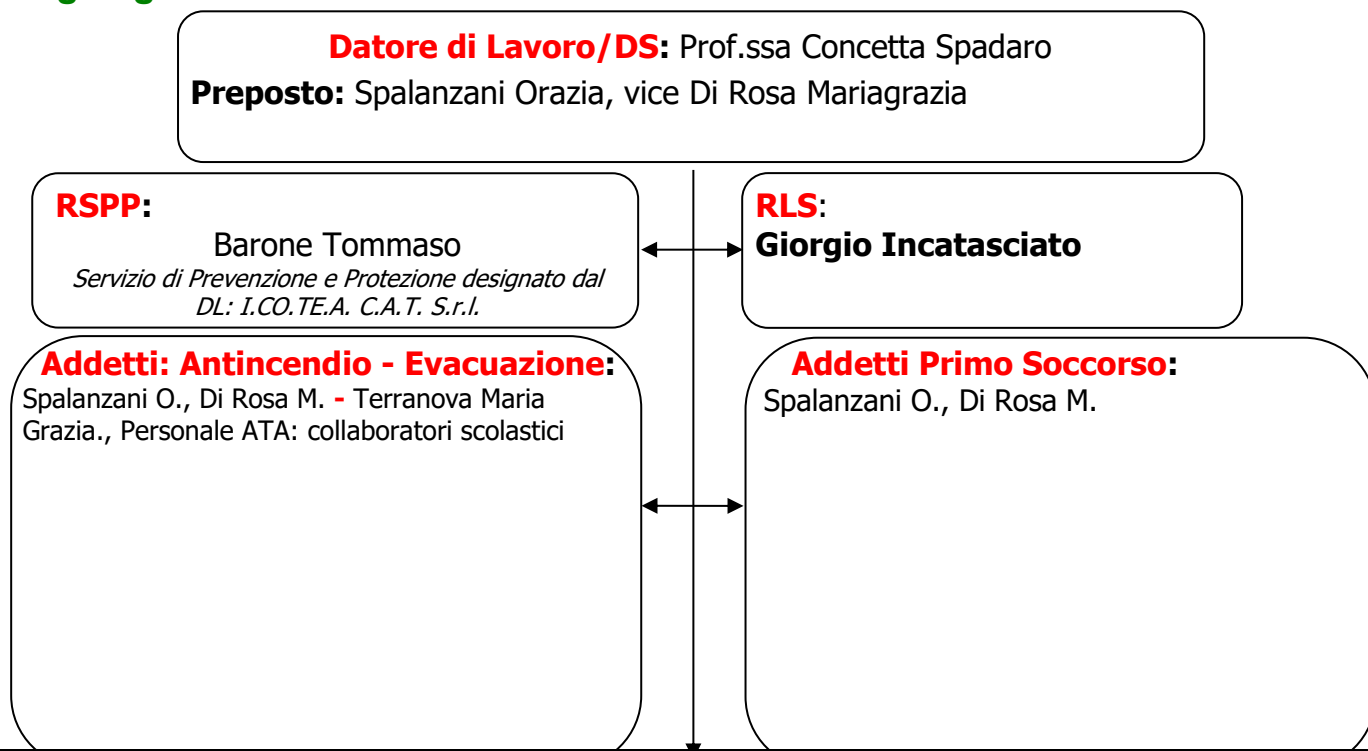 Datore di Lavoro/DS: Prof.ssa Concetta Spadaro
Preposto: Spalanzani Orazia, vice Di Rosa Mariagrazia
RSPP:
Barone Tommaso
Servizio di Prevenzione e Protezione designato dal
DL: I.CO.TE.A. C.A.T. S.r.l.
RLS:
Giorgio Incatasciato
Addetti: Antincendio - Evacuazione:
Spalanzani O., Di Rosa M. - Terranova Maria
Grazia., Personale ATA: collaboratori scolastici
Addetti Primo Soccorso:
Spalanzani O., Di Rosa M.